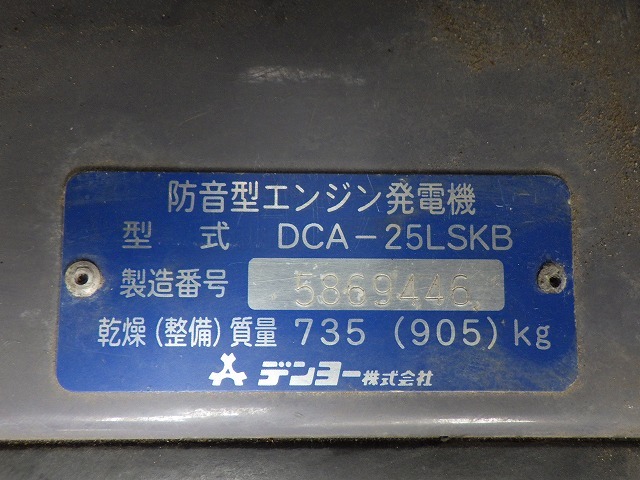 防音型エンジン発電機
型式 DCA-25LSKB
製造番号 5369446
乾燥(整備)質量 735 (905) kg
デンヨー株式会社